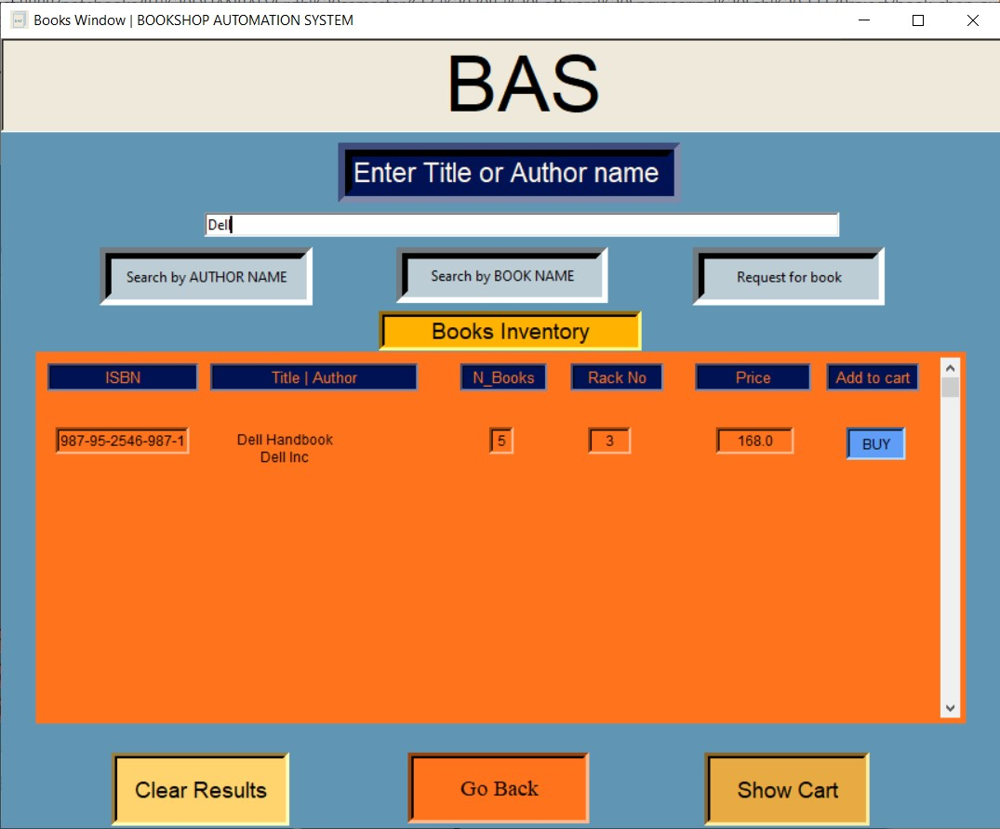 Books Window | BOOKSHOP AUTOMATION SYSTEM
BAS
Enter Title or Author name
Dell
Search by AUTHOR NAME
Search by BOOK NAME
Request for book
Books Inventory
ISBN
Title | Author
N_Books
Rack No
Price
Add to cart
987-95-2546-987-1
Dell Handbook
Dell Inc
5
3
168.0
BUY
Clear Results
Go Back
Show Cart